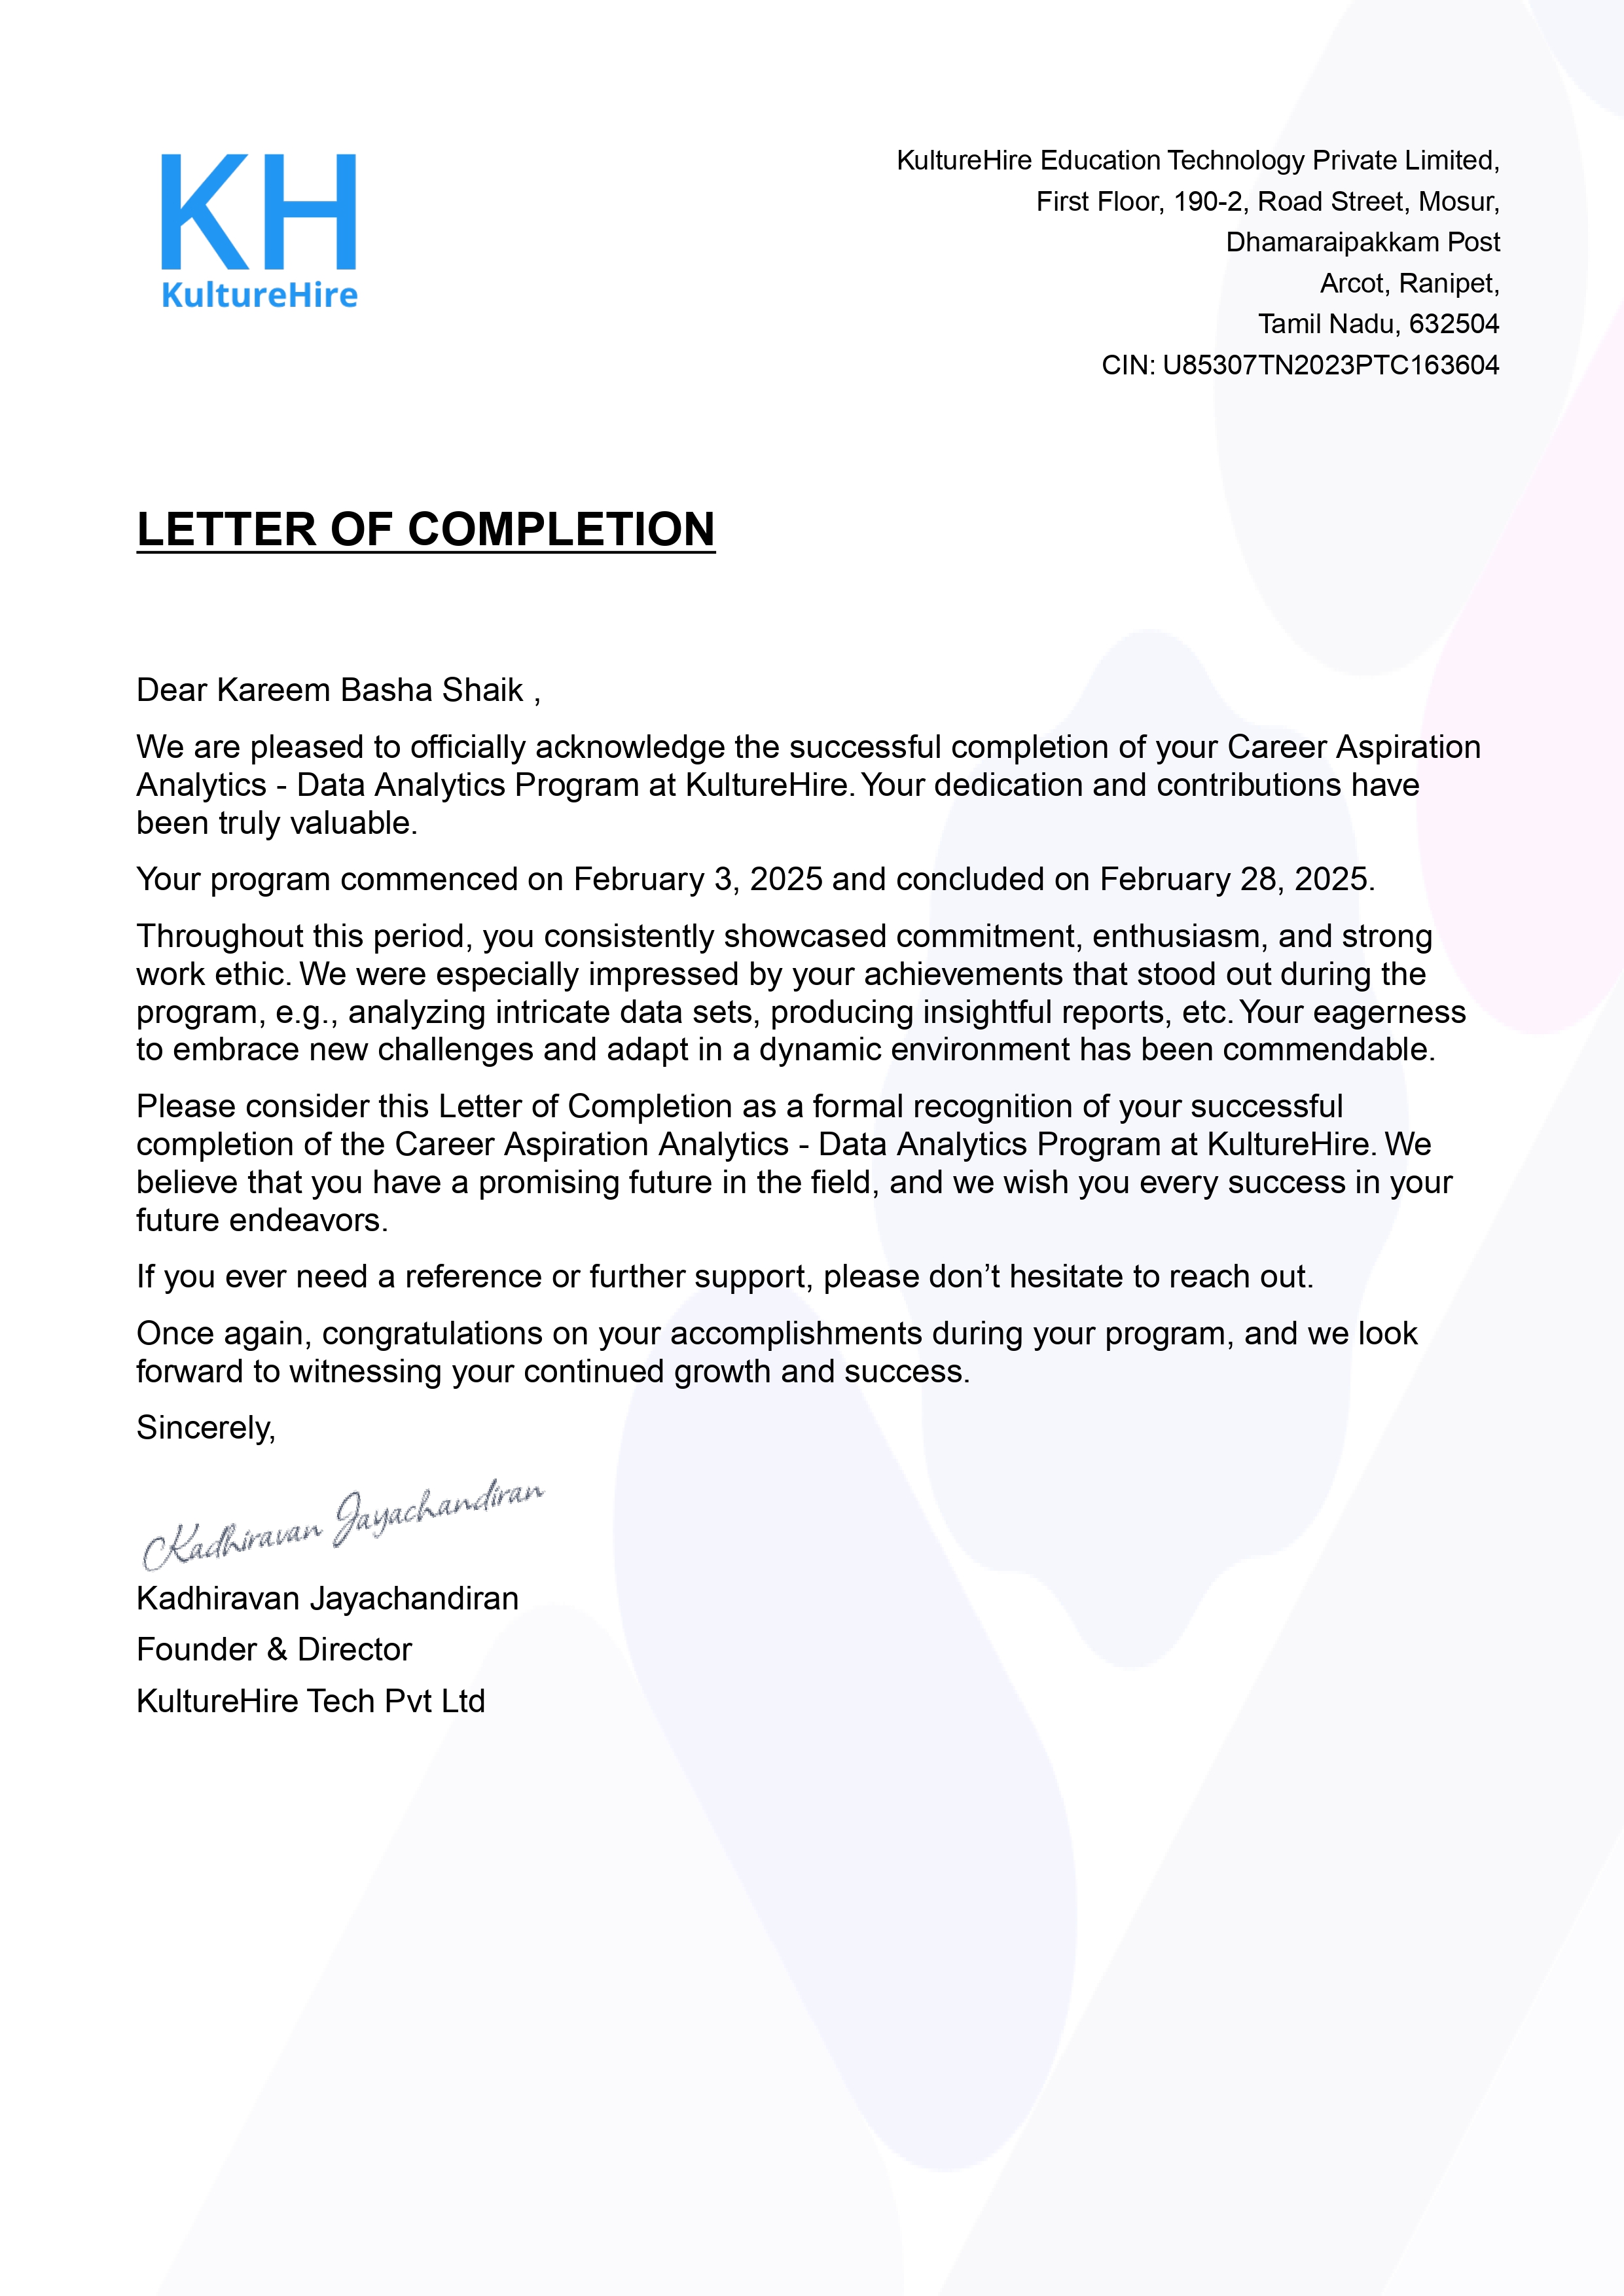 KH
KultureHire
KultureHire Education Technology Private Limited,
First Floor, 190-2, Road Street, Mosur,
Dhamaraipakkam Post
Arcot, Ranipet,
Tamil Nadu, 632504
CIN: U85307TN2023PTC163604
LETTER OF COMPLETION
Dear Kareem Basha Shaik ,
We are pleased to officially acknowledge the successful completion of your Career Aspiration
Analytics - Data Analytics Program at KultureHire. Your dedication and contributions have
been truly valuable.
Your program commenced on February 3, 2025 and concluded on February 28, 2025.
Throughout this period, you consistently showcased commitment, enthusiasm, and strong
work ethic. We were especially impressed by your achievements that stood out during the
program, e.g., analyzing intricate data sets, producing insightful reports, etc. Your eagerness
to embrace new challenges and adapt in a dynamic environment has been commendable.
Please consider this Letter of Completion as a formal recognition of your successful
completion of the Career Aspiration Analytics - Data Analytics Program at KultureHire. We
believe that you have a promising future in the field, and we wish you every success in your
future endeavors.
If you ever need a reference or further support, please don’t hesitate to reach out.
Once again, congratulations on your accomplishments during your program, and we look
forward to witnessing your continued growth and success.
Sincerely,
Kadhiravan Jayachandiran
Kadhiravan Jayachandiran
Founder & Director
KultureHire Tech Pvt Ltd